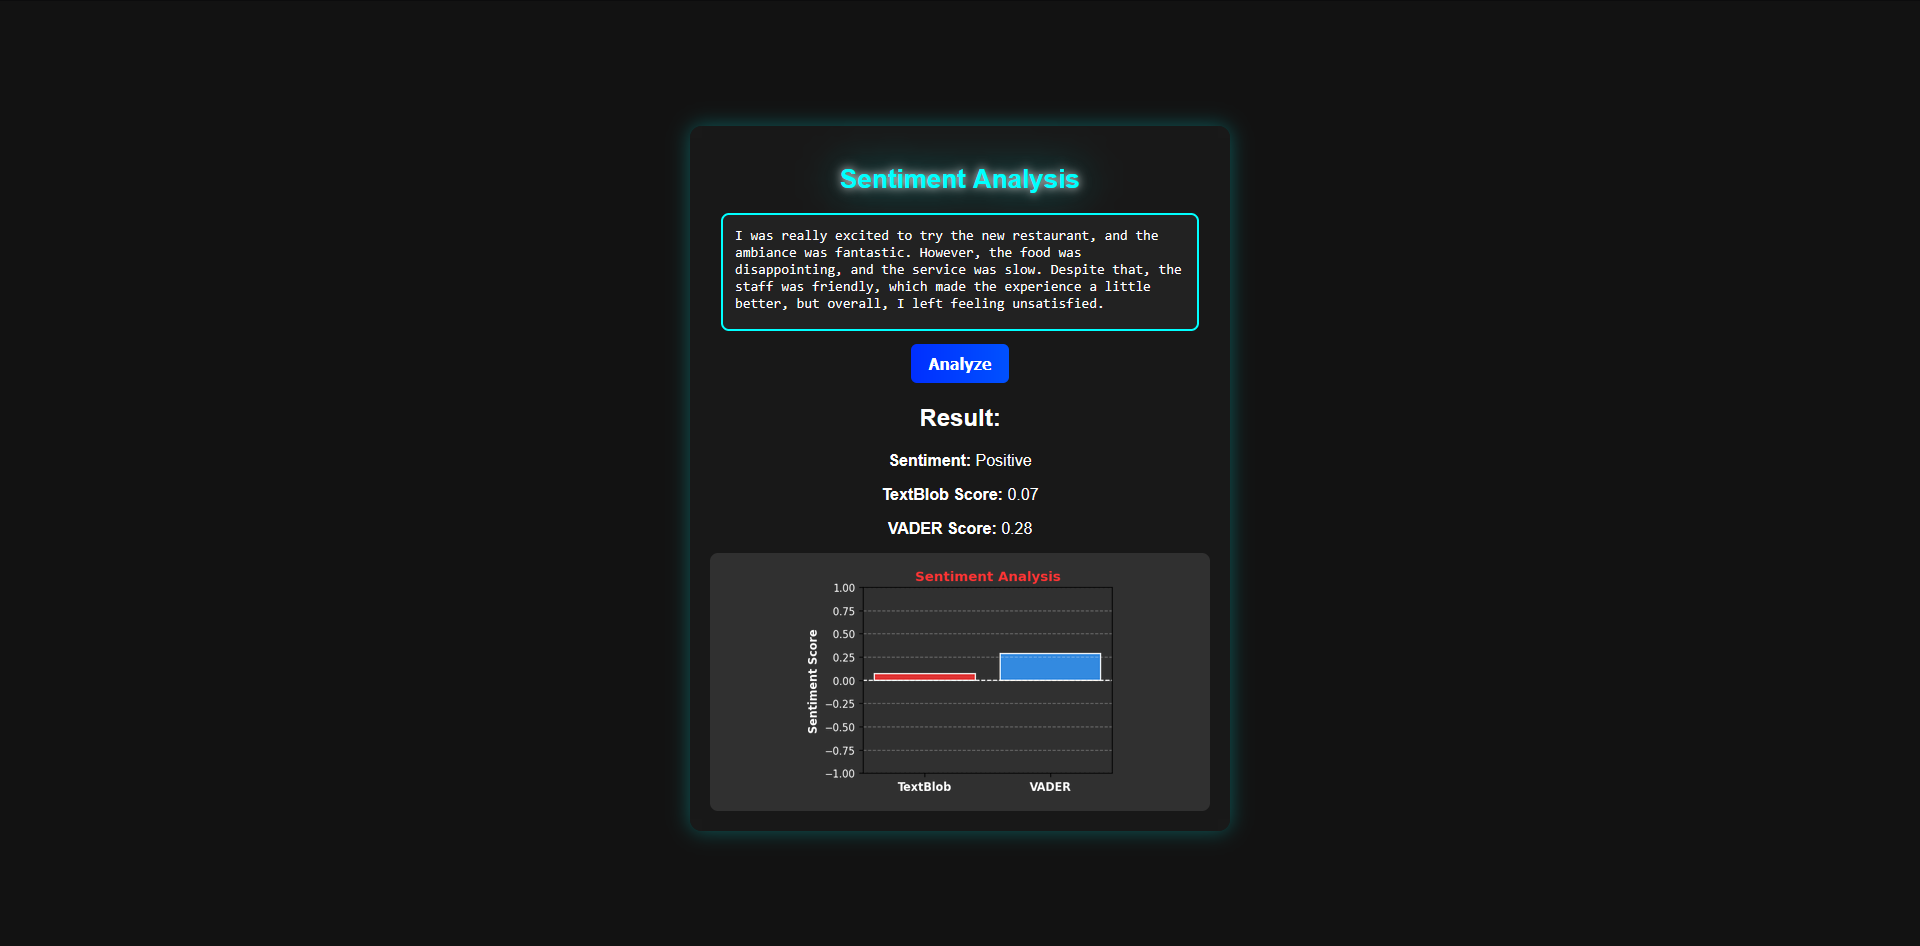 Sentiment Analysis
I was really excited to try the new restaurant, and the
ambiance was fantastic. However, the food was
disappointing, and the service was slow. Despite that, the
staff was friendly, which made the experience a little
better, but overall, I left feeling unsatisfied.
Analyze
Result:
Sentiment: Positive
TextBlob Score: 0.07
VADER Score: 0.28
Sentiment Analysis
Sentiment Score
1.00
0.75
0.50
0.25
0.00
−0.25
−0.50
−0.75
−1.00
TextBlob VADER